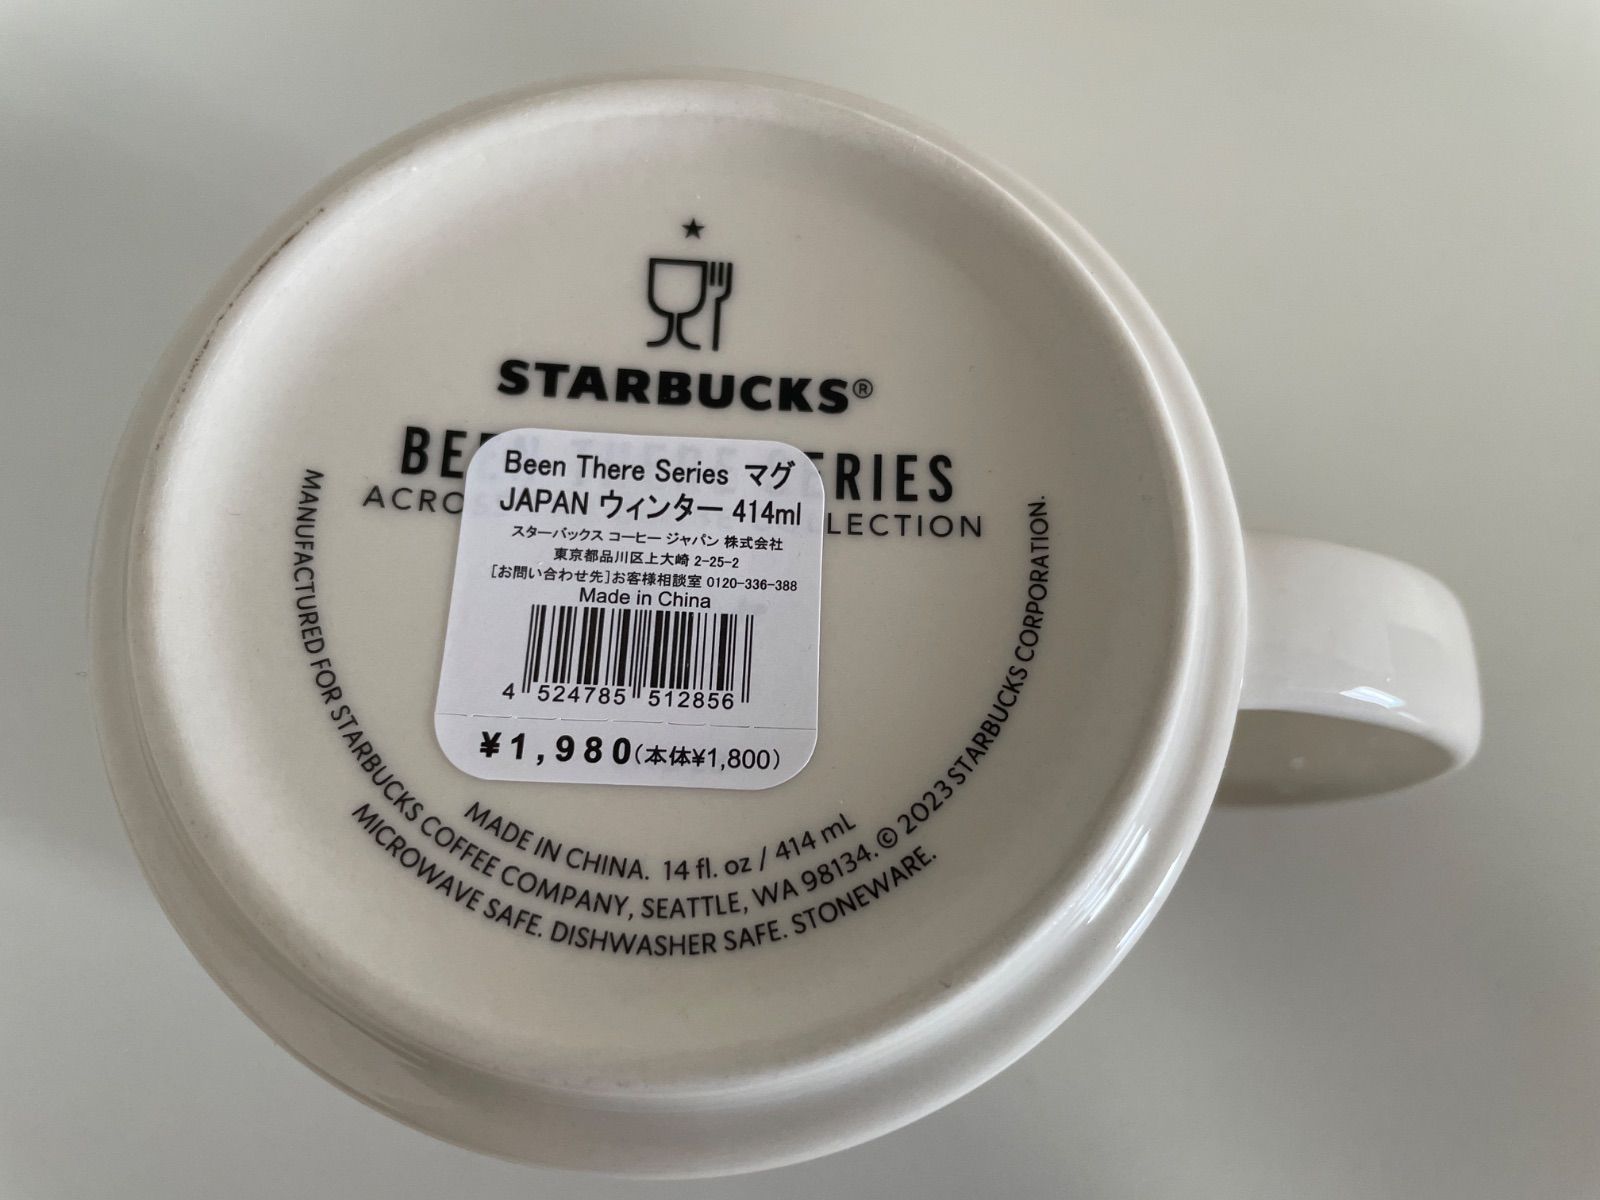 STARBUCKS®
BE SERIES
ACRO LECTION
Been There Series マグ
JAPAN ウィンター 414ml
スターバックス コーヒー ジャパン 株式会社
東京都品川区上大崎 2-25-2
[お問い合わせ先]お客様相談室 0120-336-388
Made in China
4 524785 512856
¥1,980(本体¥1,800)
MADE IN CHINA. 14 fl. oz / 414 mL
MANUFACTURED FOR STARBUCKS COFFEE COMPANY, SEATTLE, WA 98134. © 2023 STARBUCKS CORPORATION.
MICROWAVE SAFE. DISHWASHER SAFE. STONEWARE.